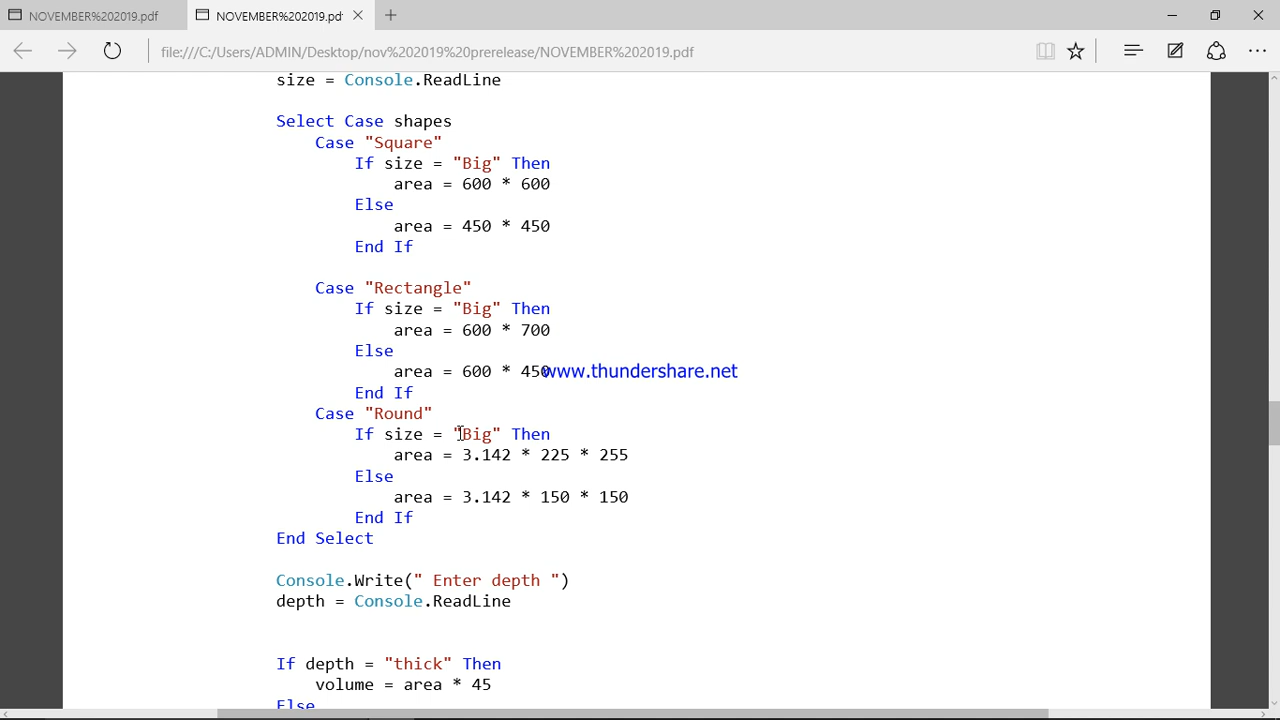 NOVEMBER%202019.pdf
NOVEMBER%202019.pdf
file:///C:/Users/ADMIN/Desktop/nov%202019%20prerelease/NOVEMBER%202019.pdf
size = Console.ReadLine
Select Case shapes
Case "Square"
If size = "Big" Then
area = 600 * 600
Else
area = 450 * 450
End If
Case "Rectangle"
If size = "Big" Then
area = 600 * 700
Else
area = 600 * 450
www.thundershare.net
End If
Case "Round"
If size = "Big" Then
area = 3.142 * 225 * 255
Else
area = 3.142 * 150 * 150
End If
End Select
Console.Write(" Enter depth ")
depth = Console.ReadLine
If depth = "thick" Then
volume = area * 45
Else